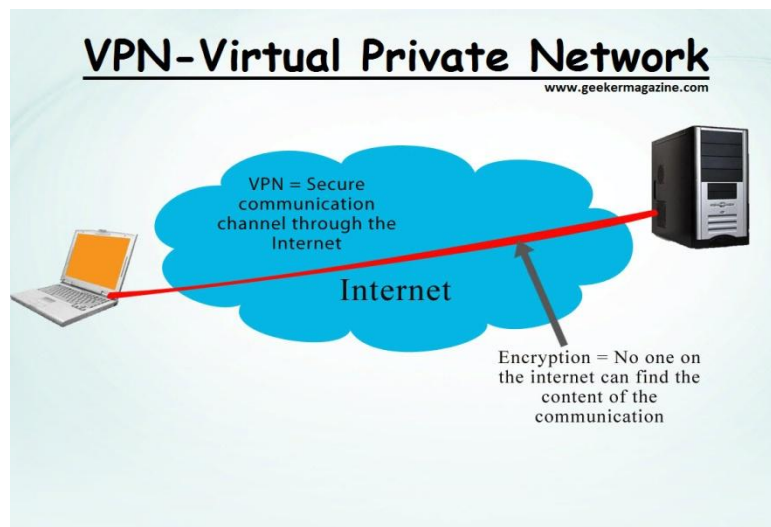 VPN-Virtual Private Network
www.geekermagazine.com
VPN = Secure
communication
channel through the
Internet
Internet
Encryption = No one on
the internet can find the
content of the
communication